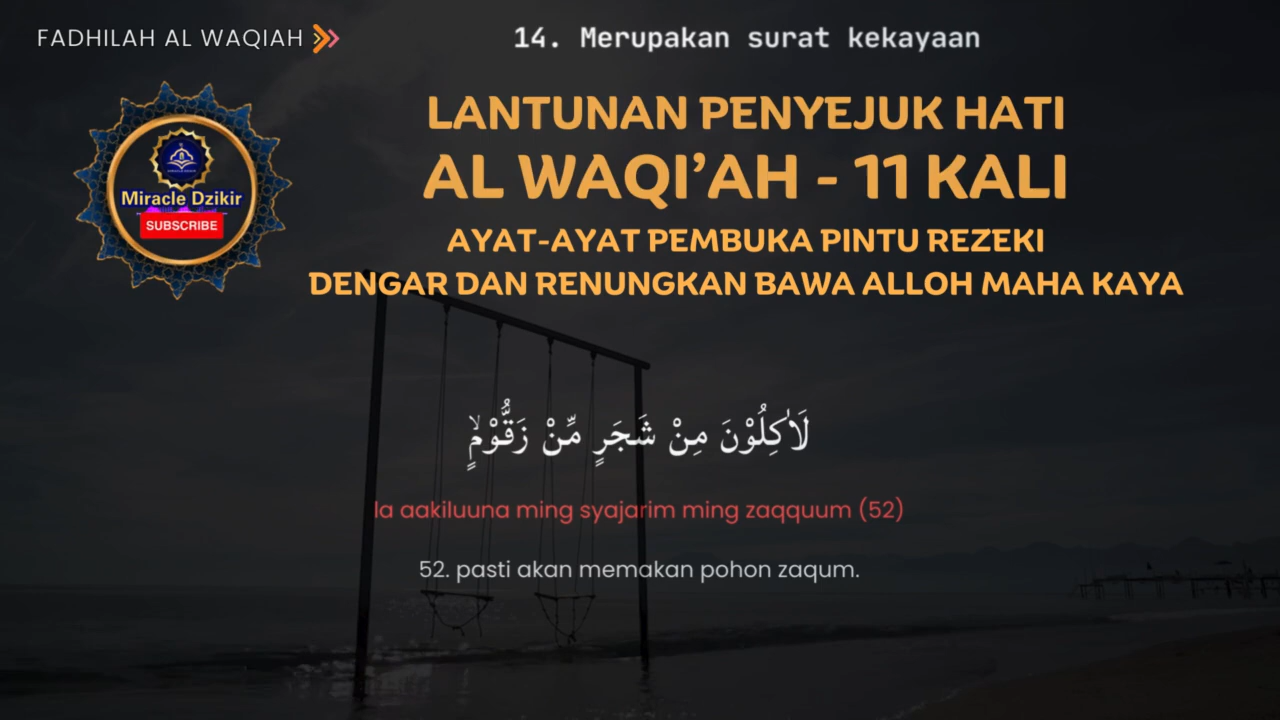 FADHILAH AL WAQIAH
14. Merupakan surat kekayaan
Miracle Dzikir
SUBSCRIBE
LANTUNAN PENYEJUK HATI
AL WAQI’AH - 11 KALI
AYAT-AYAT PEMBUKA PINTU REZEKI
DENGAR DAN RENUNGKAN BAWA ALLOH MAHA KAYA
لَاٰكِلُوْنَ مِنْ شَجَرٍ مِّنْ زَقُّوْمٍۙ
la aakiluuna ming syajarim ming zaqquum (52)
52. pasti akan memakan pohon zaqum.